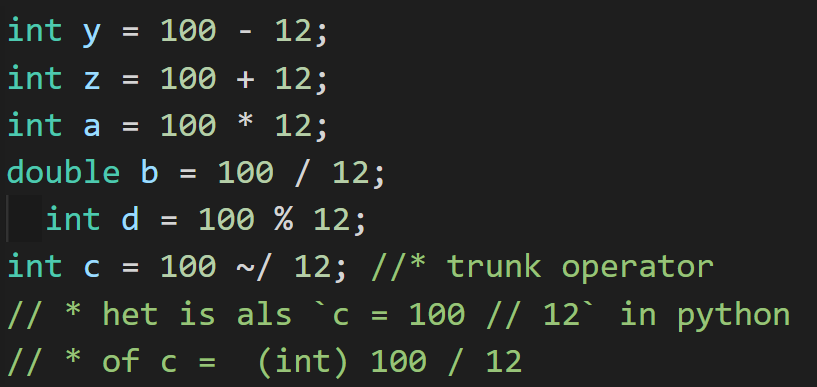 int y = 100 - 12;
int z = 100 + 12;
int a = 100 * 12;
double b = 100 / 12;
  int d = 100 % 12;
int c = 100 ~/ 12; //* trunk operator
// * het is als `c = 100 // 12` in python
// * of c =  (int) 100 / 12